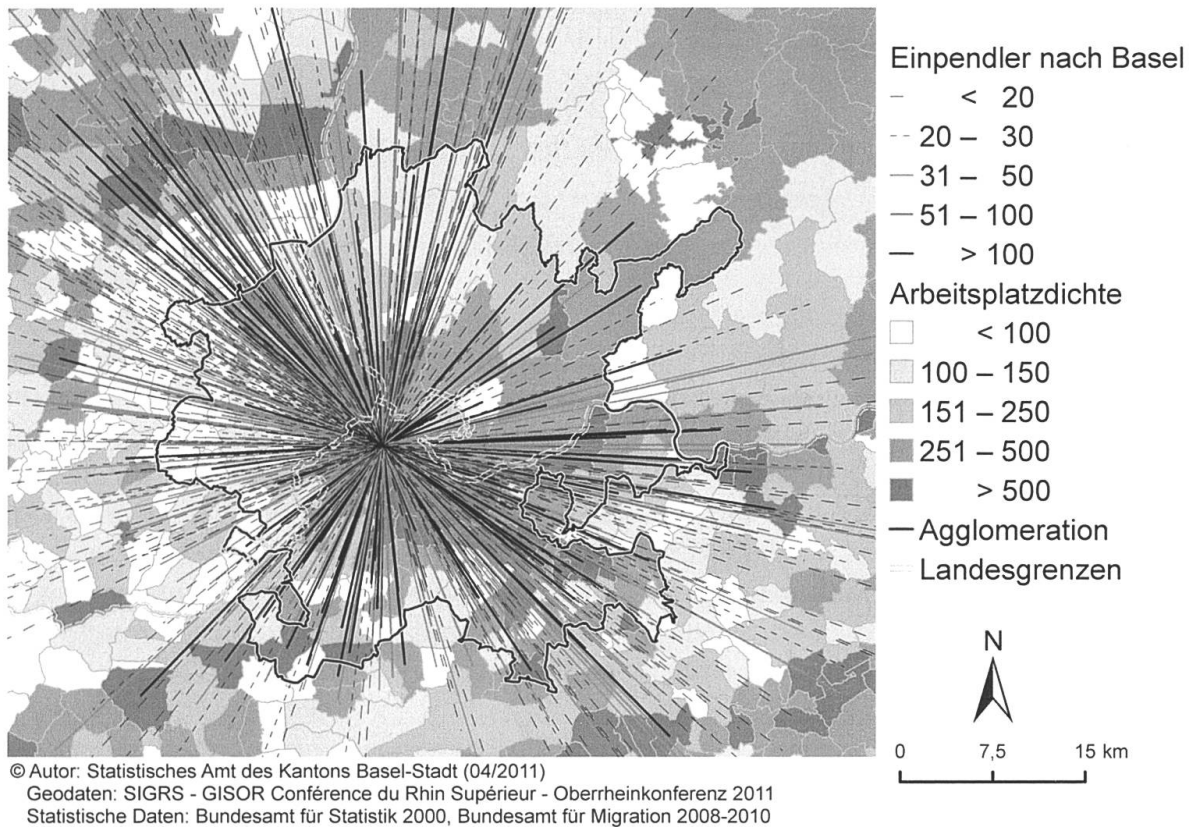 Einpendler nach Basel
< 20
20 – 30
31 – 50
51 – 100
> 100
Arbeitsplatzdichte
< 100
100 – 150
151 – 250
251 – 500
> 500
Agglomeration
Landesgrenzen
N
0 7,5 15 km
© Autor: Statistisches Amt des Kantons Basel-Stadt (04/2011)
Geodaten: SIGRS - GISOR Conférence du Rhin Supérieur - Oberrheinkonferenz 2011
Statistische Daten: Bundesamt für Statistik 2000, Bundesamt für Migration 2008-2010